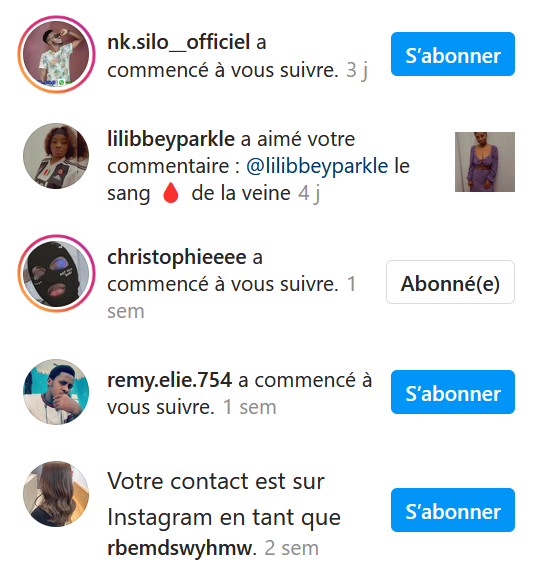 nk.silo__officiel a
commencé à vous suivre. 3 j
S’abonner
lilibbeyparkle a aimé votre
commentaire : @lilibbeyparkle le
sang 🩸 de la veine 4 j
christophieeee a
commencé à vous suivre. 1
sem
Abonné(e)
remy.elie.754 a commencé à
vous suivre. 1 sem
S’abonner
Votre contact est sur
Instagram en tant que
rbemdswyhmw. 2 sem
S’abonner